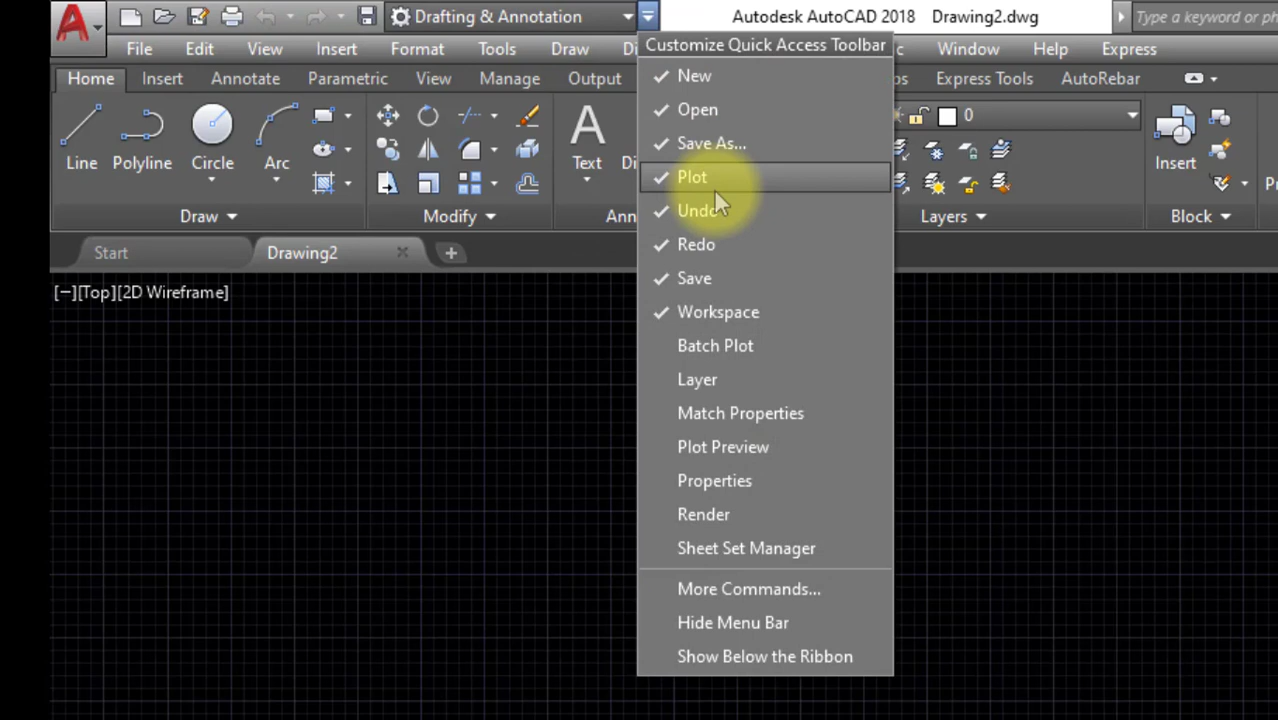 Drafting & Annotation
Autodesk AutoCAD 2018 Drawing2.dwg
Type a keyword or ph
File Edit View Insert Format Tools Draw Window Help Express
Home Insert Annotate Parametric View Manage Output Express Tools AutoRebar
Line Polyline Circle Arc Text Insert
0
Draw Modify Layers Block
Start Drawing2
[−][Top][2D Wireframe]
Customize Quick Access Toolbar
New
Open
Save As...
Plot
Undo
Redo
Save
Workspace
Batch Plot
Layer
Match Properties
Plot Preview
Properties
Render
Sheet Set Manager
More Commands...
Hide Menu Bar
Show Below the Ribbon